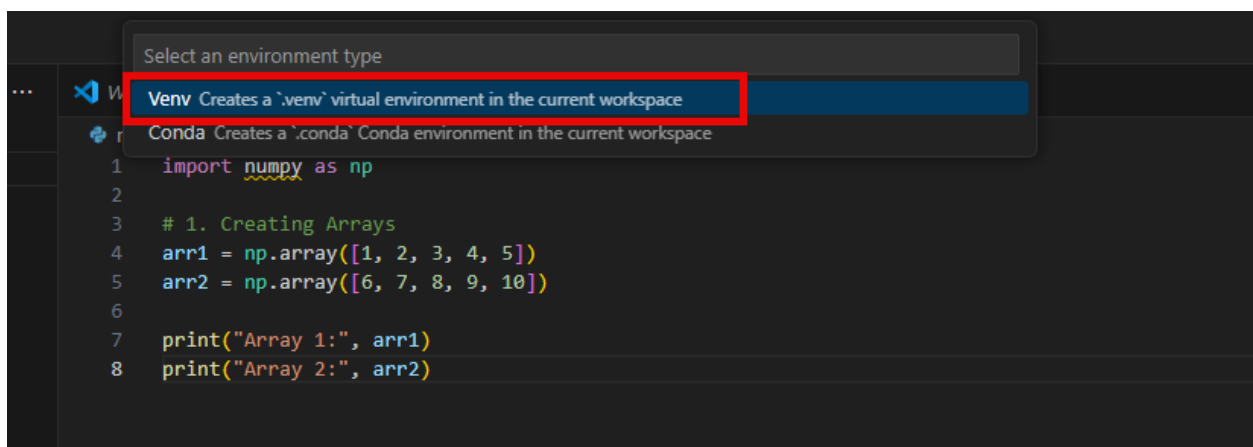 Select an environment type
Venv Creates a `.venv` virtual environment in the current workspace
Conda Creates a `.conda` Conda environment in the current workspace
1 import numpy as np
2
3 # 1. Creating Arrays
4 arr1 = np.array([1, 2, 3, 4, 5])
5 arr2 = np.array([6, 7, 8, 9, 10])
6
7 print("Array 1:", arr1)
8 print("Array 2:", arr2)